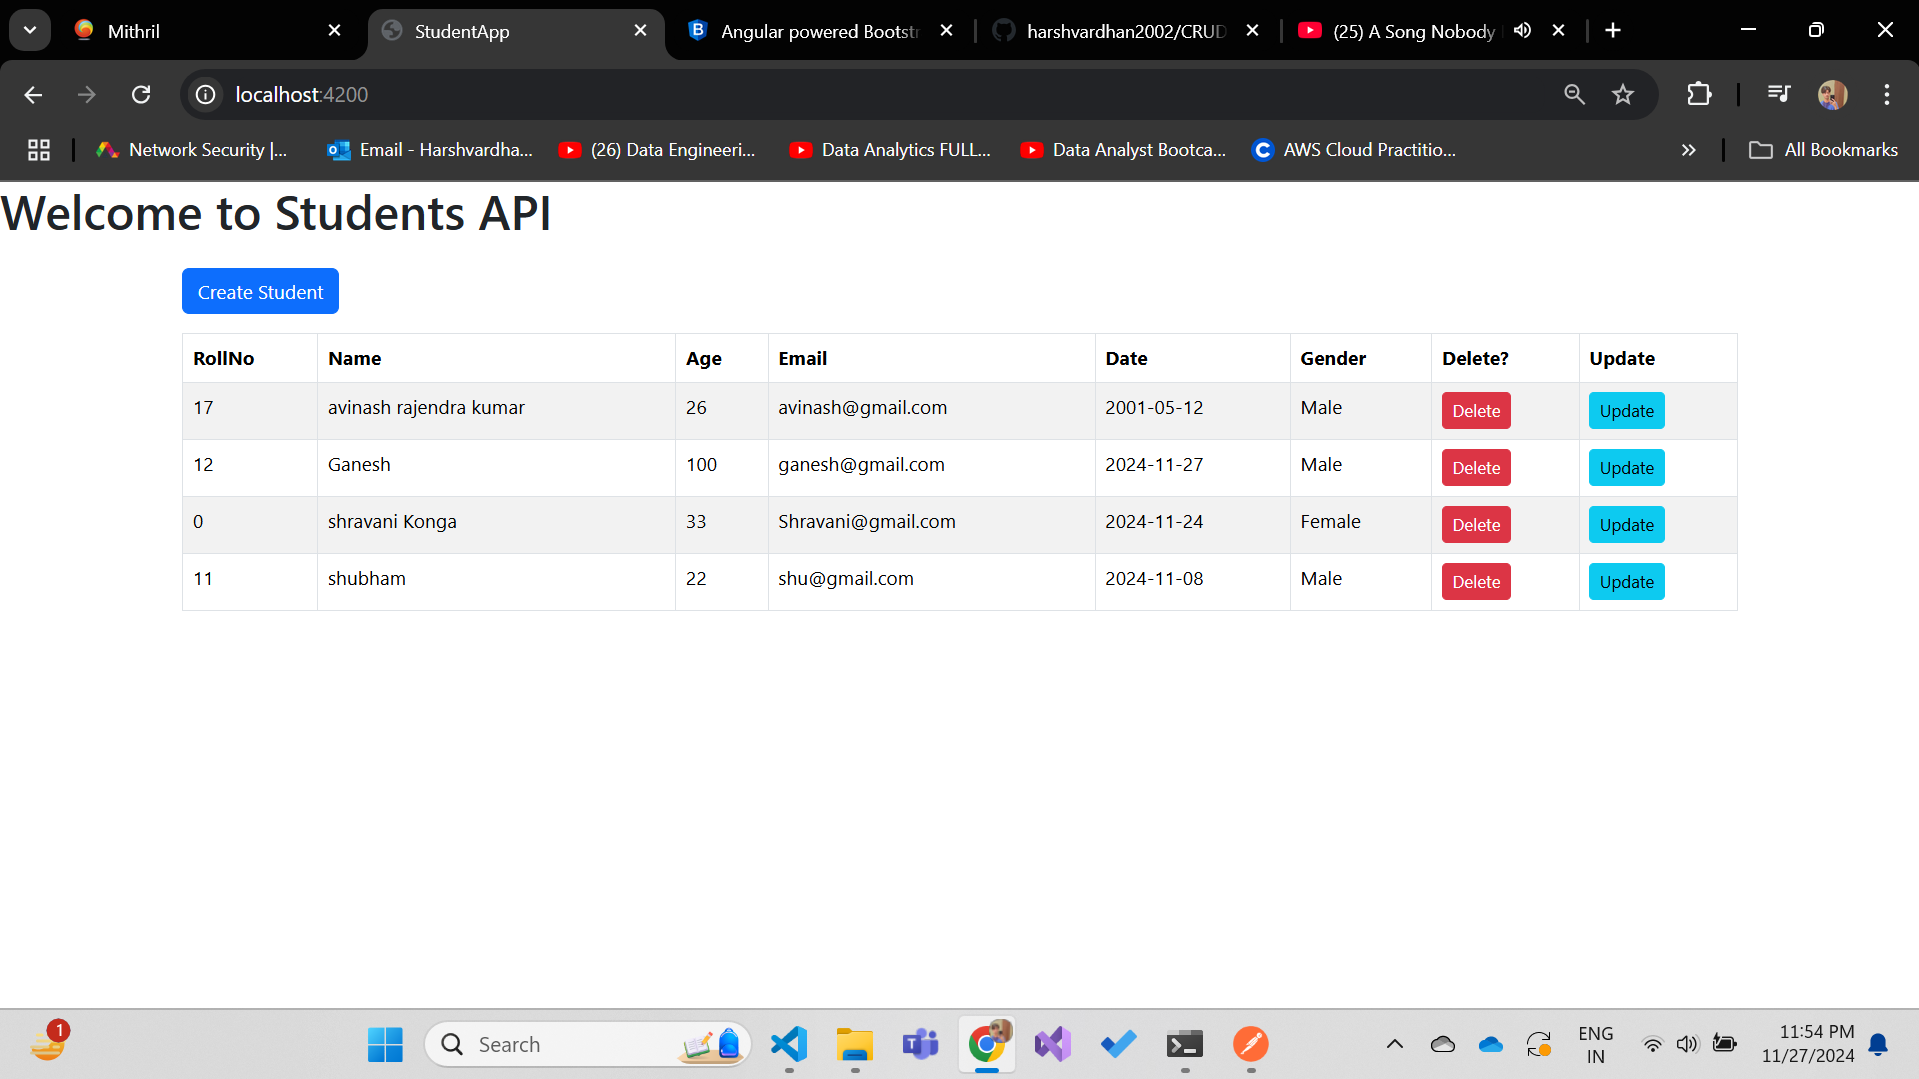 Mithril
StudentApp
Angular powered Bootst
harshvardhan2002/CRUD
(25) A Song Nobody
localhost:4200
Network Security |...
Email - Harshvardha...
(26) Data Engineeri...
Data Analytics FULL...
Data Analyst Bootca...
AWS Cloud Practitio...
All Bookmarks
Welcome to Students API
Create Student
RollNo Name Age Email Date Gender Delete? Update
17 avinash rajendra kumar 26 avinash@gmail.com 2001-05-12 Male Delete Update
12 Ganesh 100 ganesh@gmail.com 2024-11-27 Male Delete Update
0 shravani Konga 33 Shravani@gmail.com 2024-11-24 Female Delete Update
11 shubham 22 shu@gmail.com 2024-11-08 Male Delete Update
1
Search
ENG
IN
11:54 PM
11/27/2024